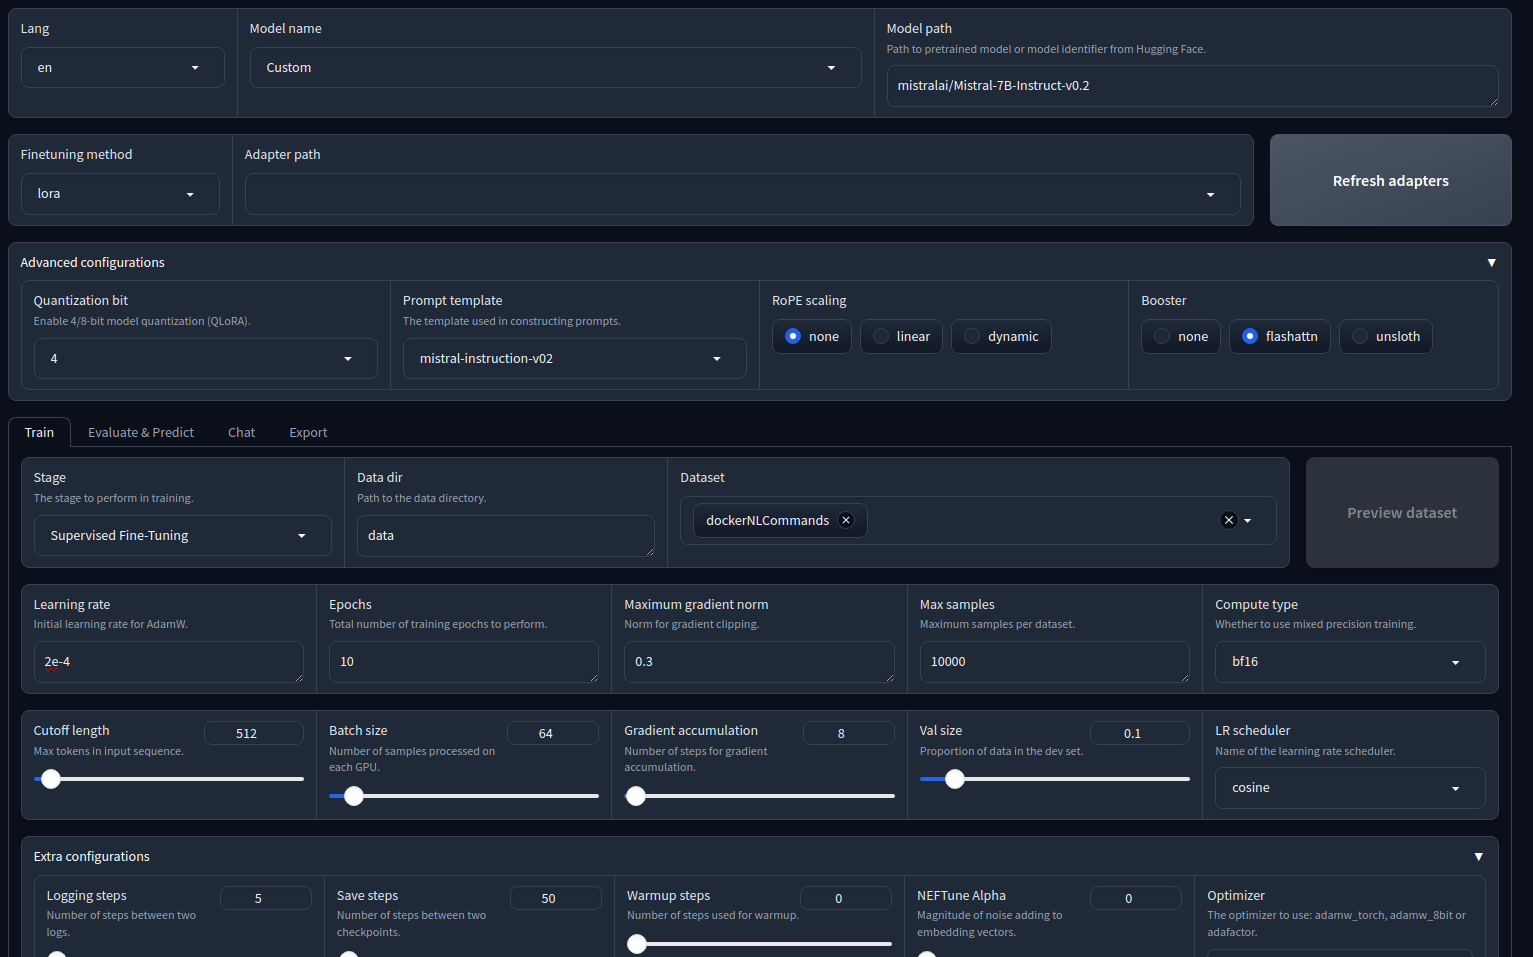 Lang
en
Model name
Custom
Model path
Path to pretrained model or model identifier from Hugging Face.
mistralai/Mistral-7B-Instruct-v0.2
Finetuning method
lora
Adapter path
Refresh adapters
Advanced configurations
Quantization bit
Enable 4/8-bit model quantization (QLoRA).
4
Prompt template
The template used in constructing prompts.
mistral-instruction-v02
RoPE scaling
none linear dynamic
Booster
none flashattn unsloth
Train Evaluate & Predict Chat Export
Stage
The stage to perform in training.
Supervised Fine-Tuning
Data dir
Path to the data directory.
data
Dataset
dockerNLCommands
Preview dataset
Learning rate
Initial learning rate for AdamW.
2e-4
Epochs
Total number of training epochs to perform.
10
Maximum gradient norm
Norm for gradient clipping.
0.3
Max samples
Maximum samples per dataset.
10000
Compute type
Whether to use mixed precision training.
bf16
Cutoff length 512
Max tokens in input sequence.
Batch size 64
Number of samples processed on
each GPU.
Gradient accumulation 8
Number of steps for gradient
accumulation.
Val size 0.1
Proportion of data in the dev set.
LR scheduler
Name of the learning rate scheduler.
cosine
Extra configurations
Logging steps 5
Number of steps between two
logs.
Save steps 50
Number of steps between two
checkpoints.
Warmup steps 0
Number of steps used for warmup.
NEFTune Alpha 0
Magnitude of noise adding to
embedding vectors.
Optimizer
The optimizer to use: adamw_torch, adamw_8bit or
adafactor.